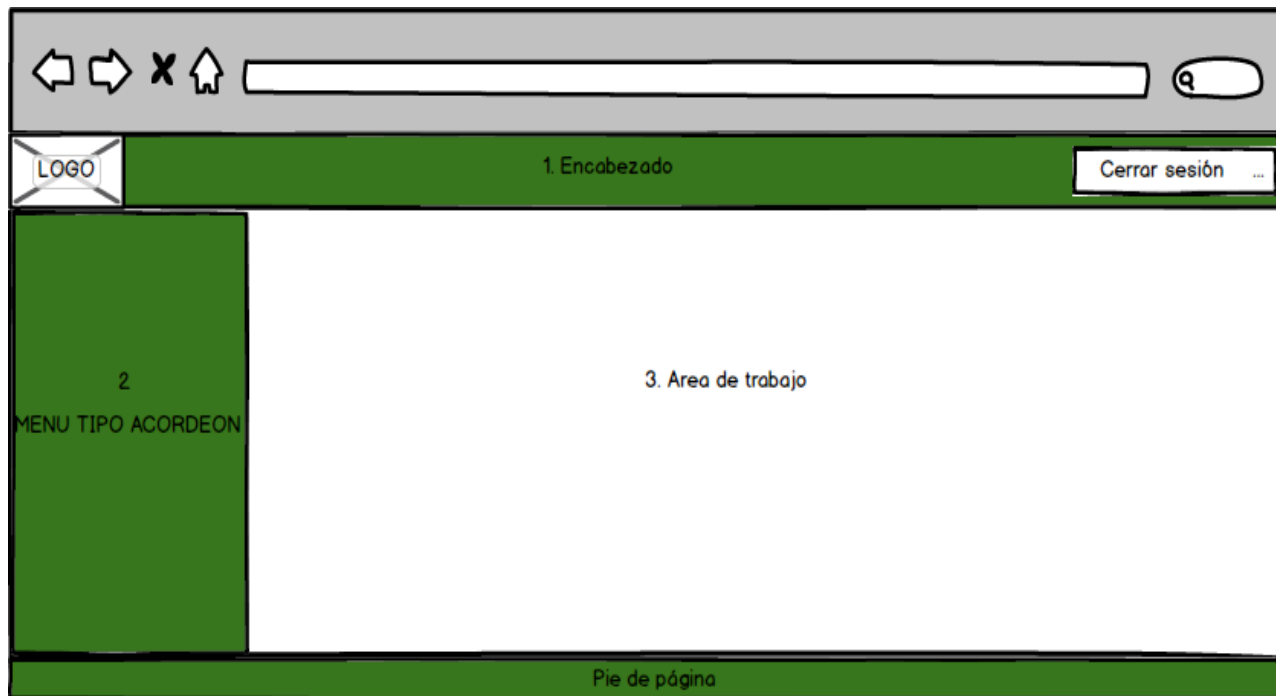 LOGO
1. Encabezado
Cerrar sesión ...
2
MENU TIPO ACORDEON
3. Area de trabajo
Pie de página